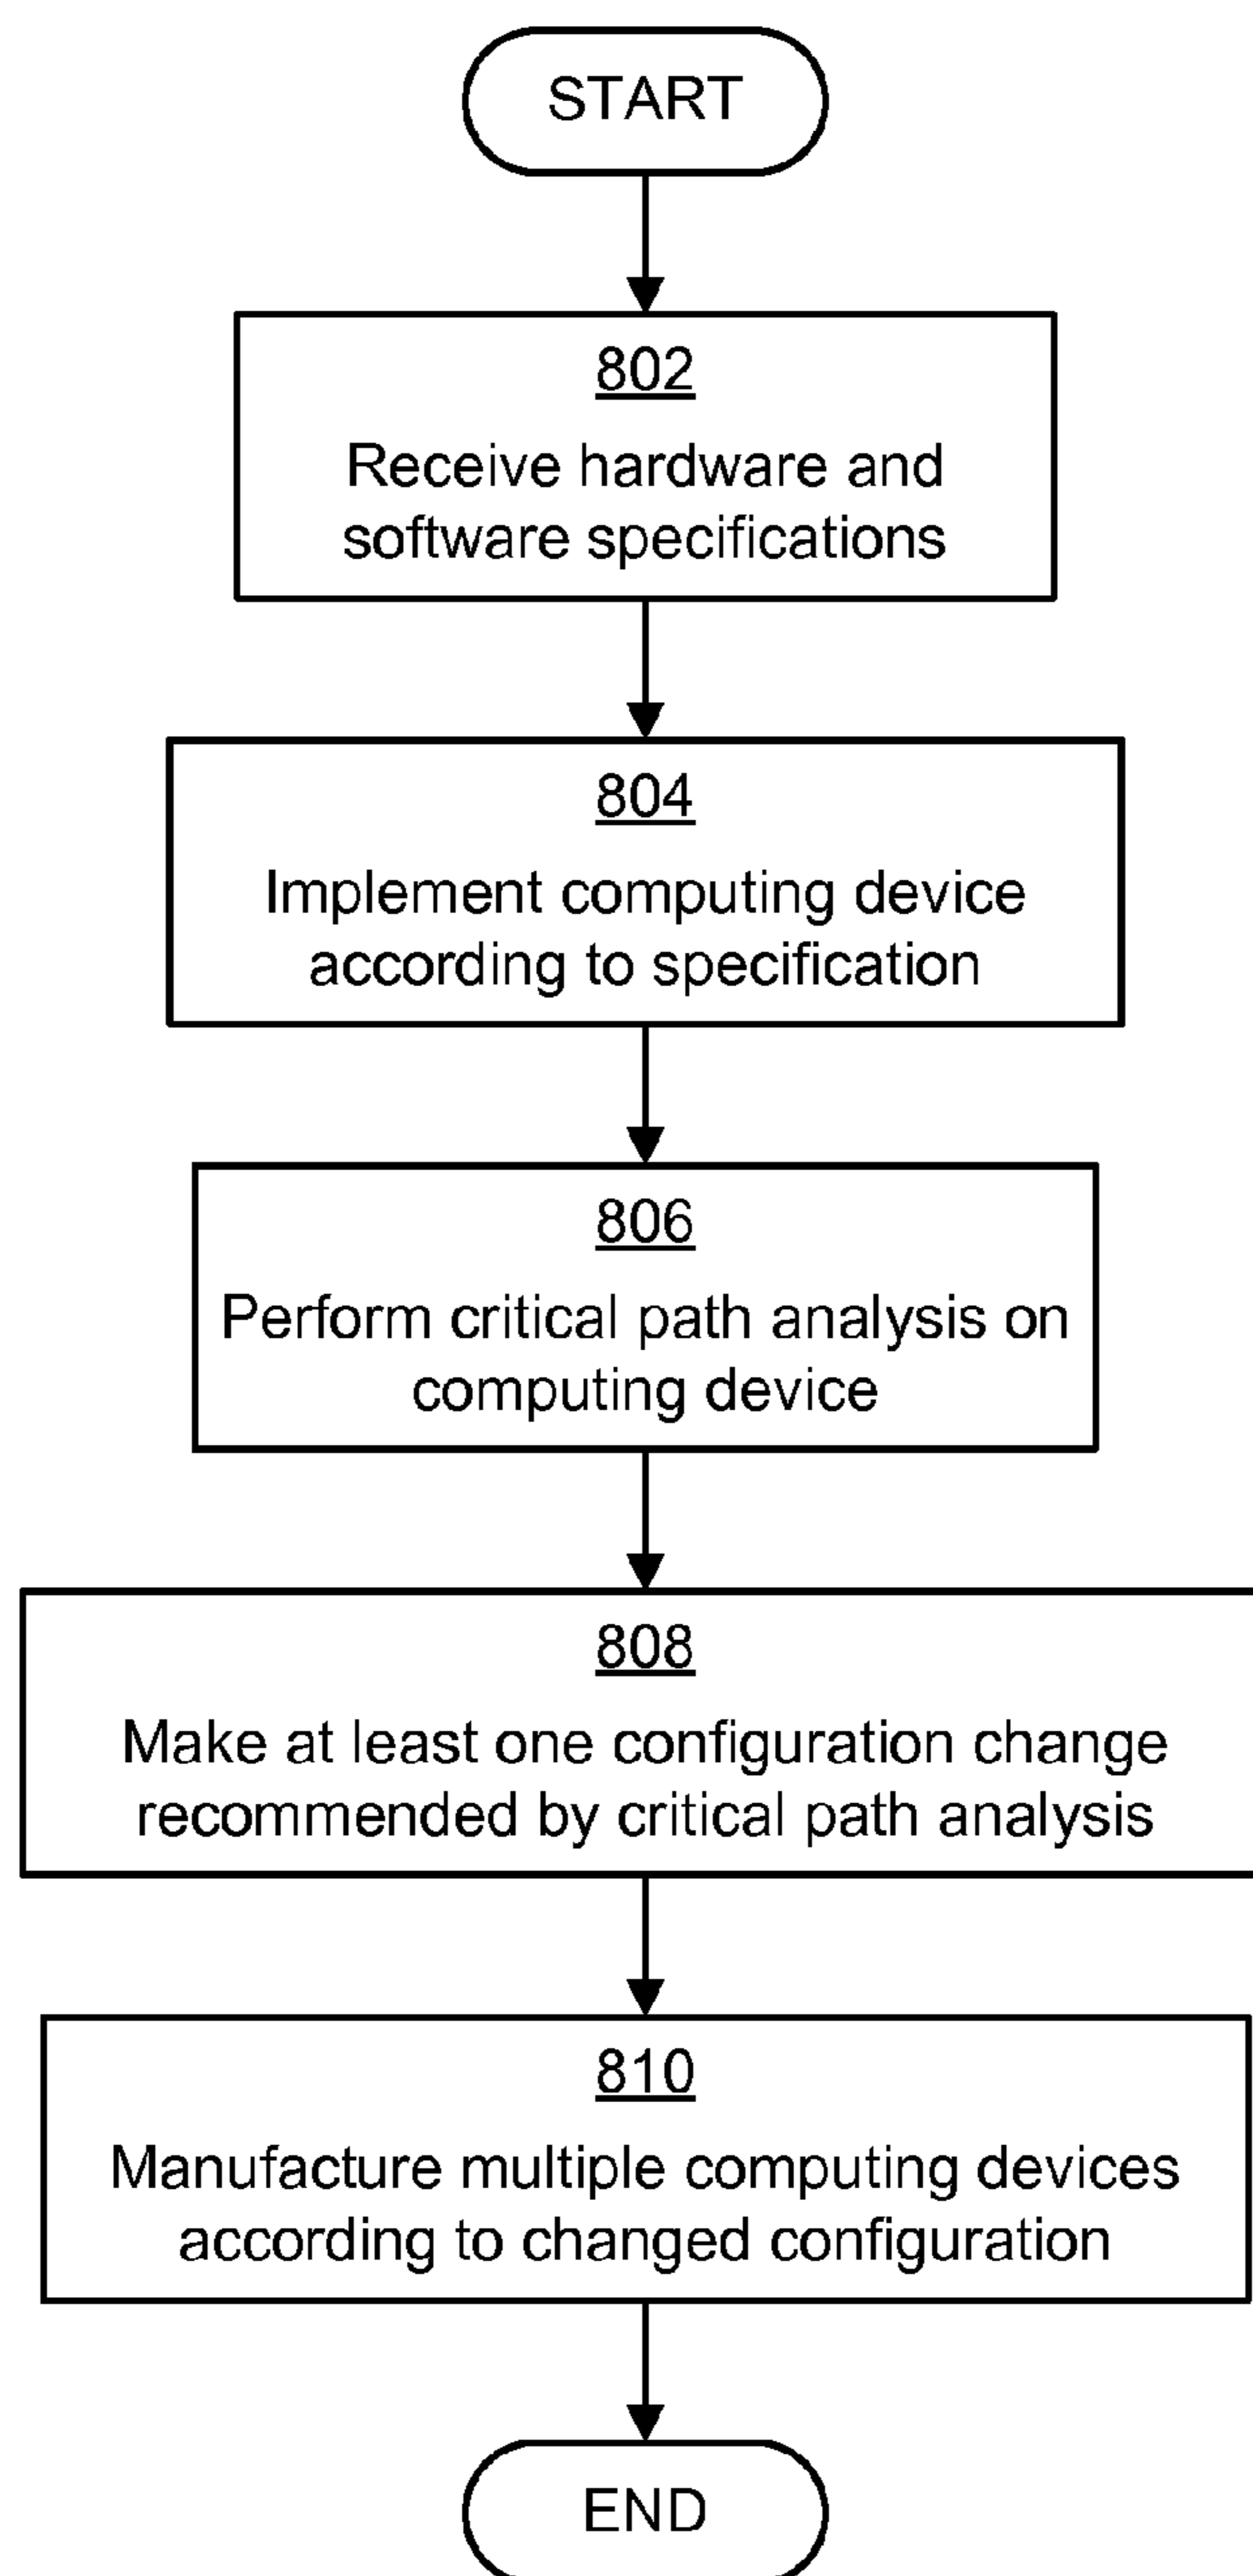 START
802
Receive hardware and
software specifications
804
Implement computing device
according to specification
806
Perform critical path analysis on
computing device
808
Make at least one configuration change
recommended by critical path analysis
810
Manufacture multiple computing devices
according to changed configuration
END